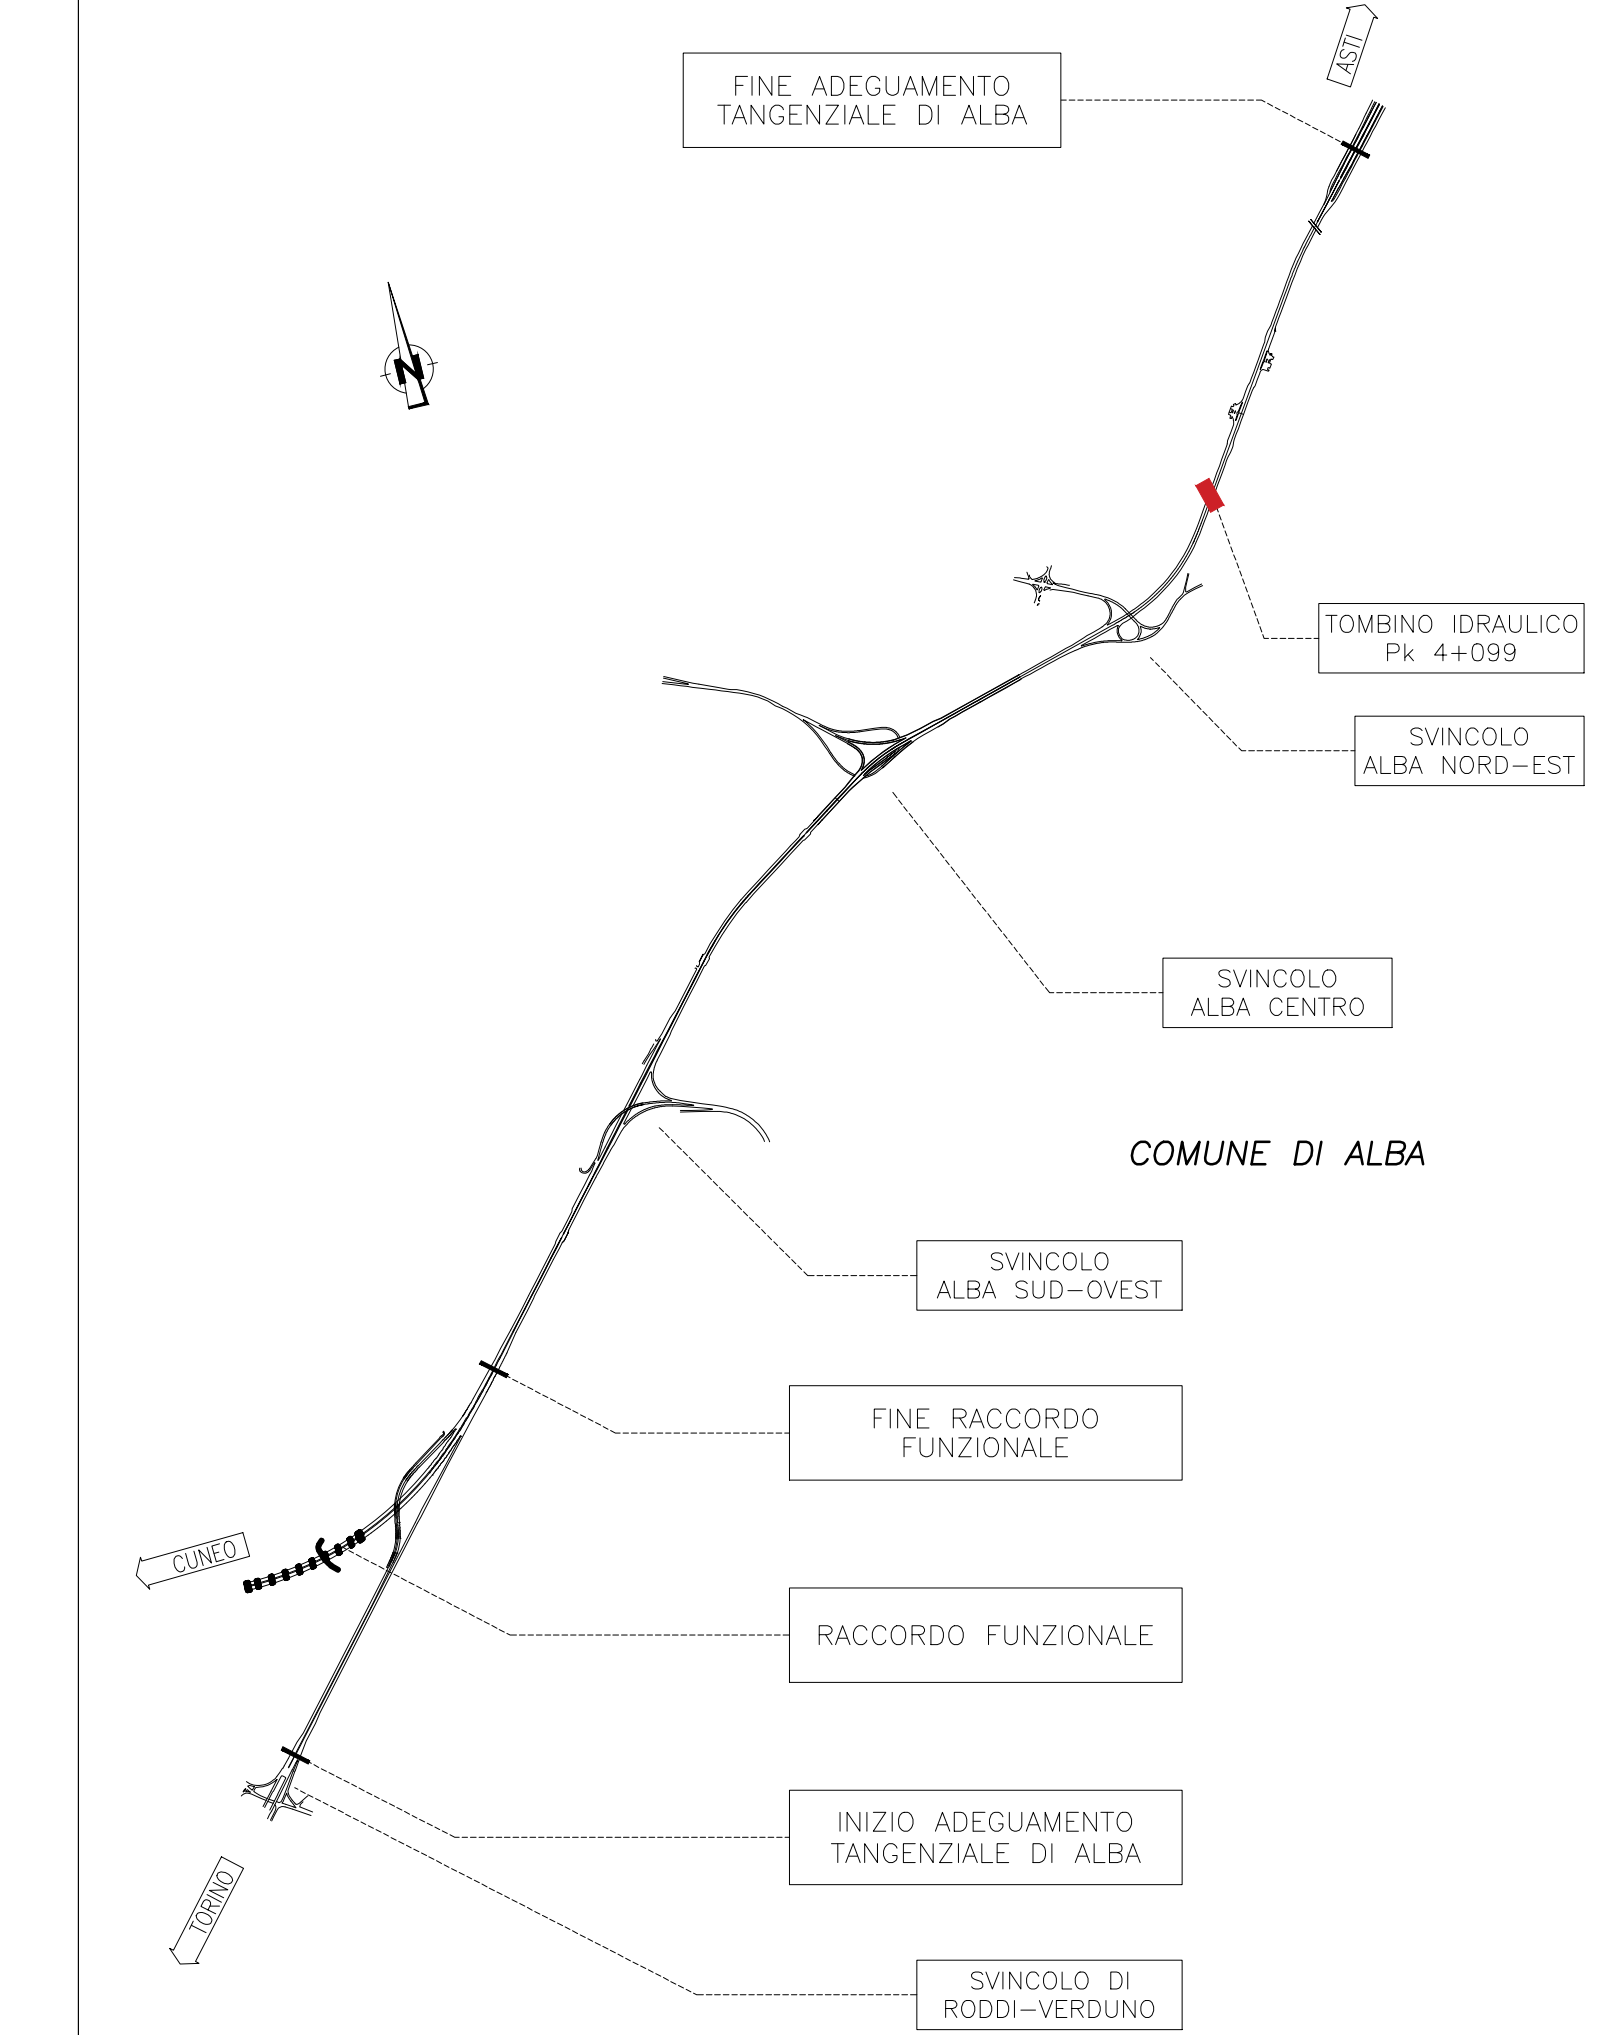 ASTI
FINE ADEGUAMENTO
TANGENZIALE DI ALBA
N
TOMBINO IDRAULICO
Pk 4+099
SVINCOLO
ALBA NORD-EST
SVINCOLO
ALBA CENTRO
COMUNE DI ALBA
SVINCOLO
ALBA SUD-OVEST
FINE RACCORDO
FUNZIONALE
CUNEO
RACCORDO FUNZIONALE
INIZIO ADEGUAMENTO
TANGENZIALE DI ALBA
TORINO
SVINCOLO DI
RODDI-VERDUNO